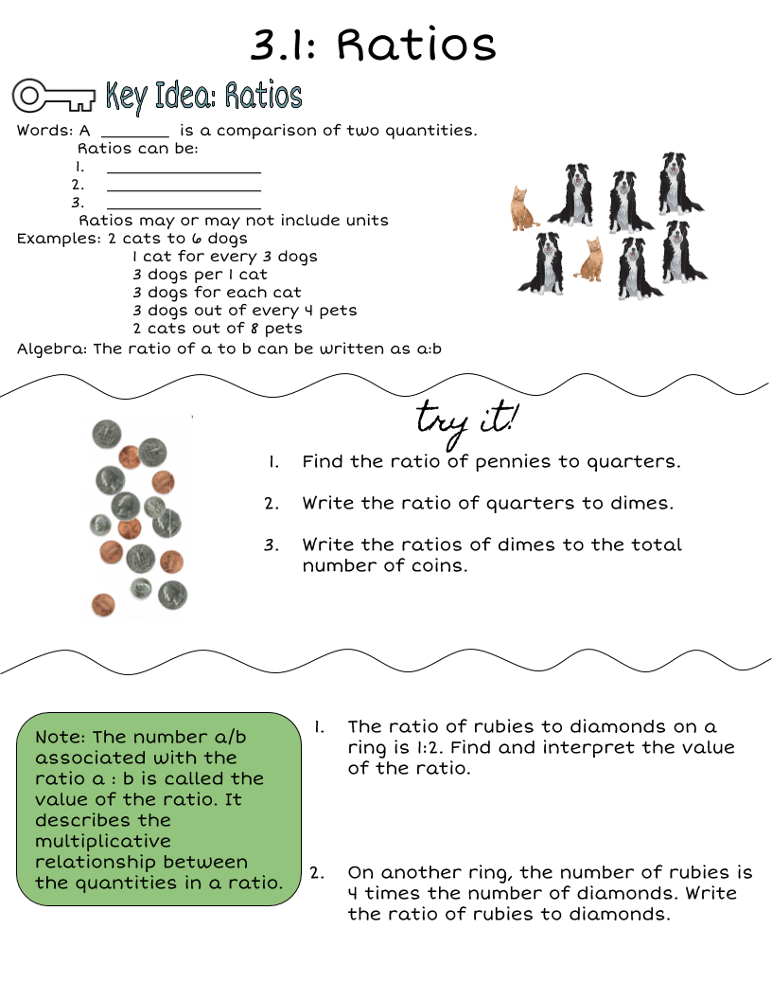 3.1: Ratios
Key Idea: Ratios
Words: A ________ is a comparison of two quantities.
Ratios can be:
1. __________________
2. __________________
3. __________________
Ratios may or may not include units
Examples: 2 cats to 6 dogs
1 cat for every 3 dogs
3 dogs per 1 cat
3 dogs for each cat
3 dogs out of every 4 pets
2 cats out of 8 pets
Algebra: The ratio of a to b can be written as a:b
try it!
1. Find the ratio of pennies to quarters.
2. Write the ratio of quarters to dimes.
3. Write the ratios of dimes to the total
number of coins.
Note: The number a/b
associated with the
ratio a : b is called the
value of the ratio. It
describes the
multiplicative
relationship between
the quantities in a ratio.
1. The ratio of rubies to diamonds on a
ring is 1:2. Find and interpret the value
of the ratio.
2. On another ring, the number of rubies is
4 times the number of diamonds. Write
the ratio of rubies to diamonds.